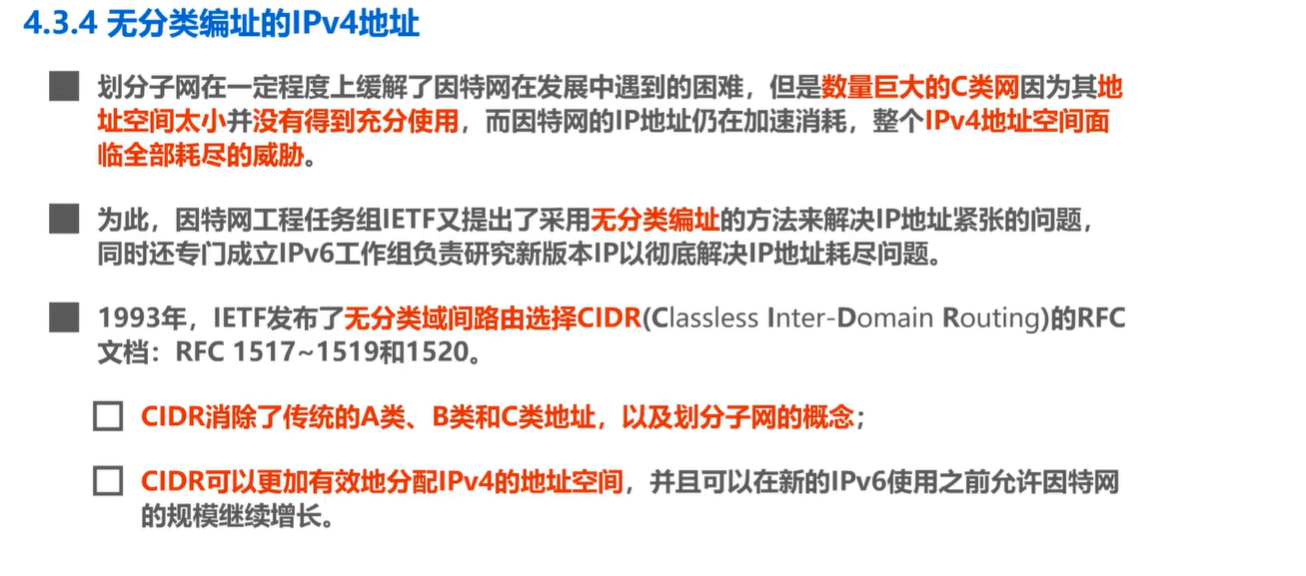 4.3.4 无分类编址的IPv4地址
划分子网在一定程度上缓解了因特网在发展中遇到的困难，但是数量巨大的C类网因为其地
址空间太小并没有得到充分使用，而因特网的IP地址仍在加速消耗，整个IPv4地址空间面
临全部耗尽的威胁。
为此，因特网工程任务组IETF又提出了采用无分类编址的方法来解决IP地址紧张的问题，
同时还专门成立IPv6工作组负责研究新版本IP以彻底解决IP地址耗尽问题。
1993年，IETF发布了无分类域间路由选择CIDR(Classless Inter-Domain Routing)的RFC
文档：RFC 1517~1519和1520。
CIDR消除了传统的A类、B类和C类地址，以及划分子网的概念；
CIDR可以更加有效地分配IPv4的地址空间，并且可以在新的IPv6使用之前允许因特网
的规模继续增长。